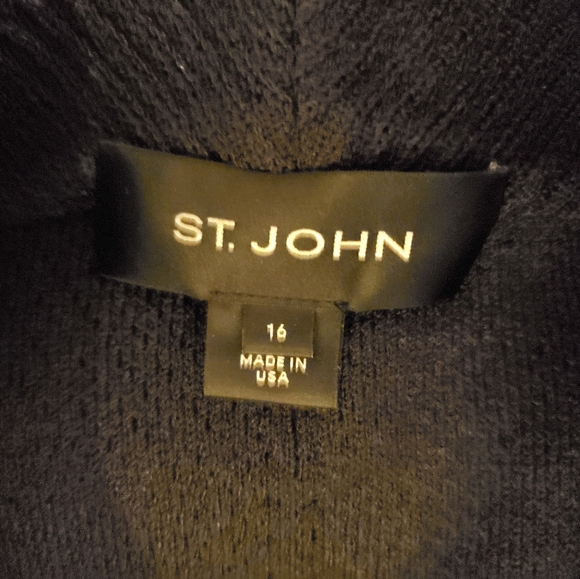 ST. JOHN
16
MADE IN
USA